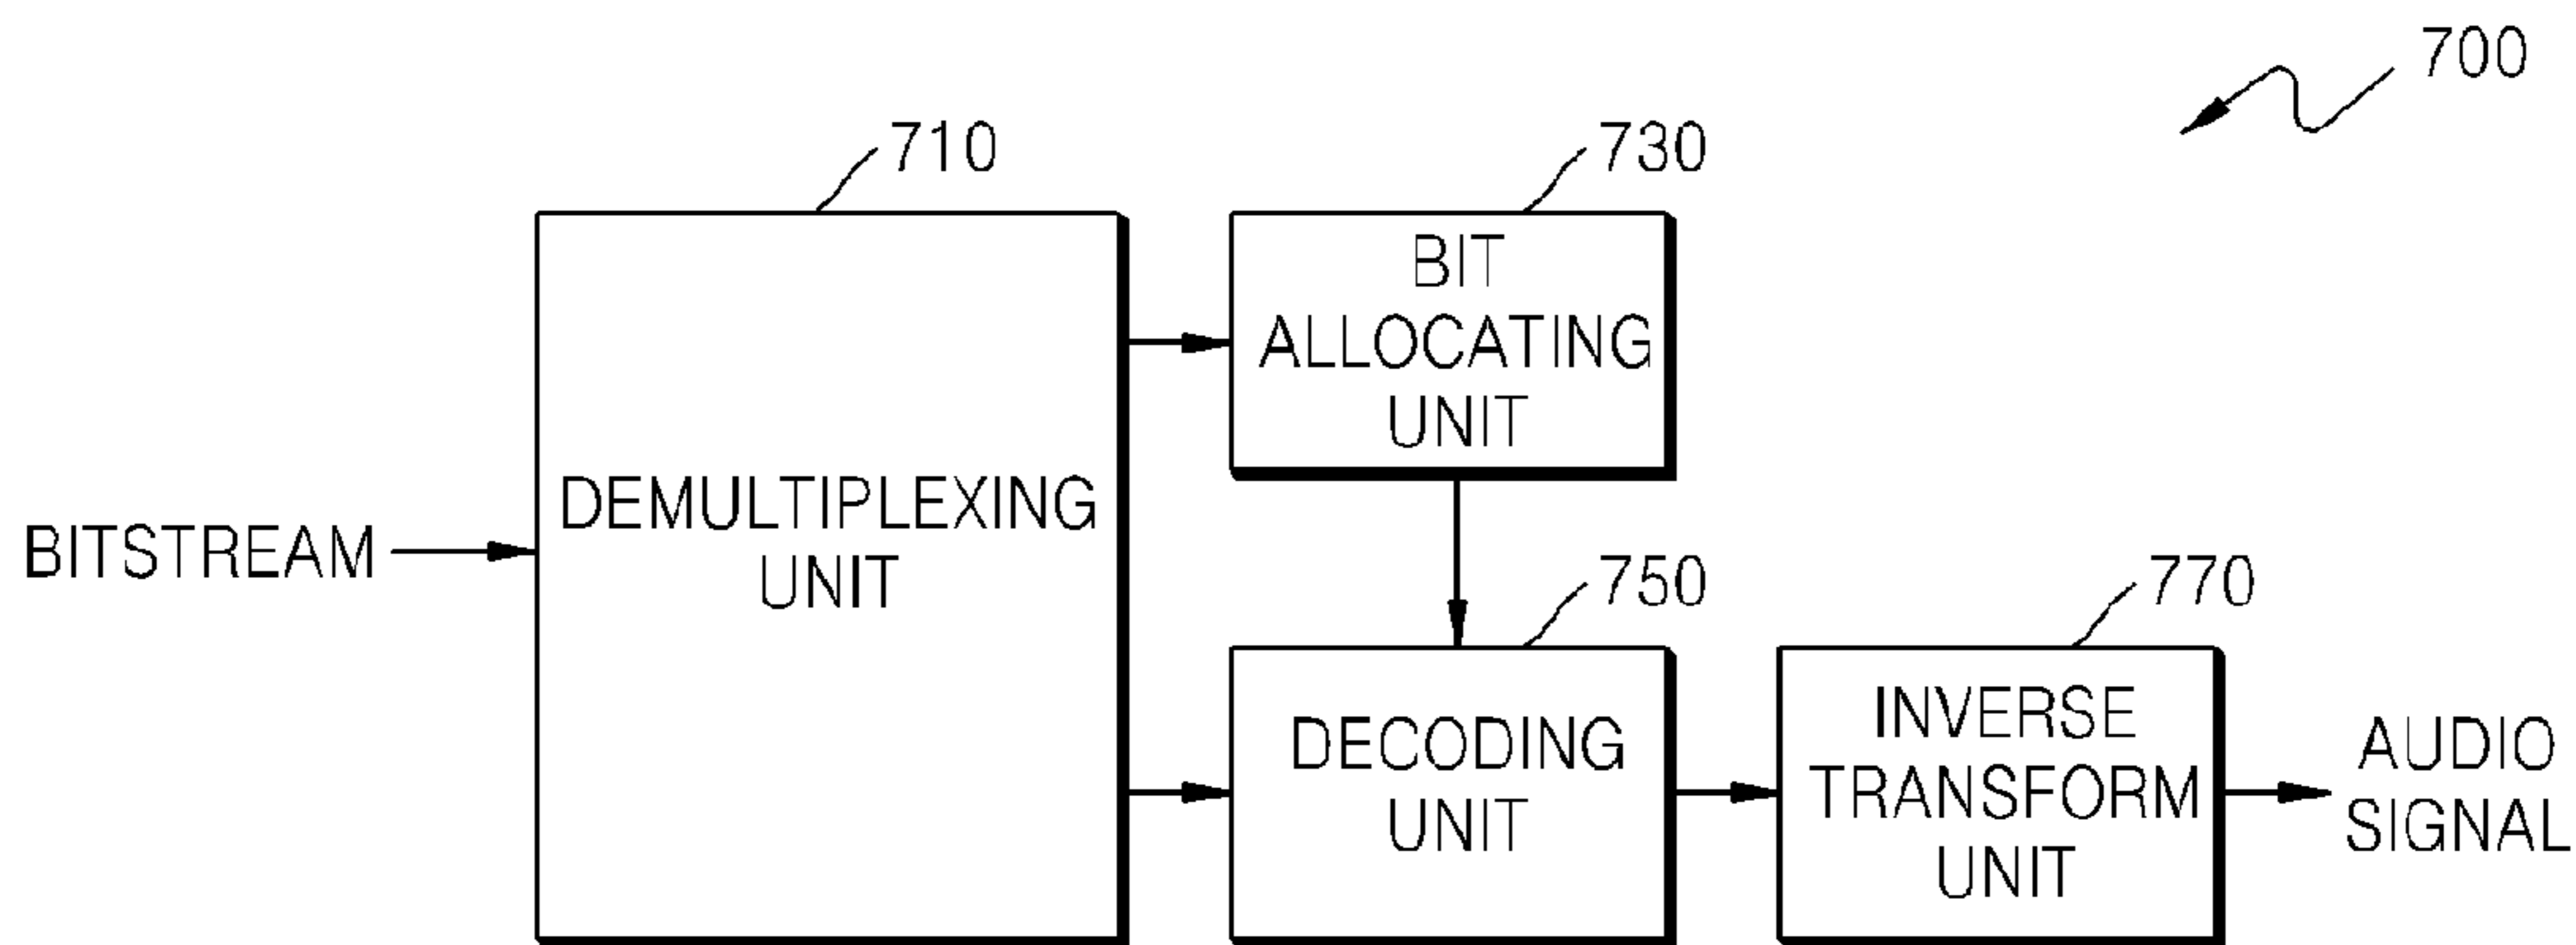 700
710
730
BIT
ALLOCATING
UNIT
DEMULTIPLEXING
UNIT
BITSTREAM
750
770
DECODING
UNIT
INVERSE
TRANSFORM
UNIT
AUDIO
SIGNAL